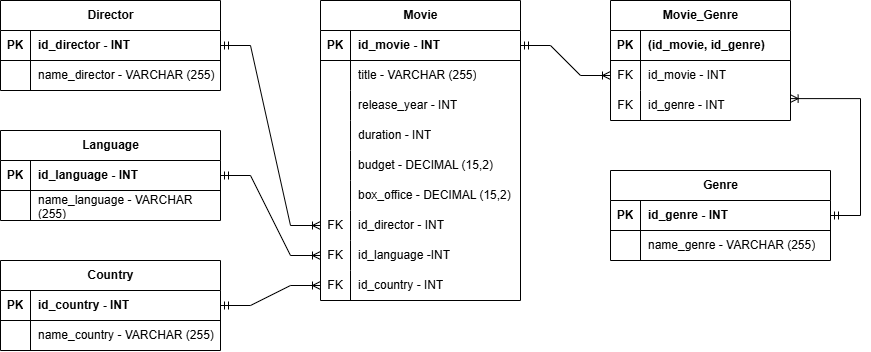 Director
PK id_director - INT
name_director - VARCHAR (255)
Language
PK id_language - INT
name_language - VARCHAR
(255)
Country
PK id_country - INT
name_country - VARCHAR (255)
Movie
PK id_movie - INT
title - VARCHAR (255)
release_year - INT
duration - INT
budget - DECIMAL (15,2)
box_office - DECIMAL (15,2)
FK id_director - INT
FK id_language -INT
FK id_country - INT
Movie_Genre
PK (id_movie, id_genre)
FK id_movie - INT
FK id_genre - INT
Genre
PK id_genre - INT
name_genre - VARCHAR (255)